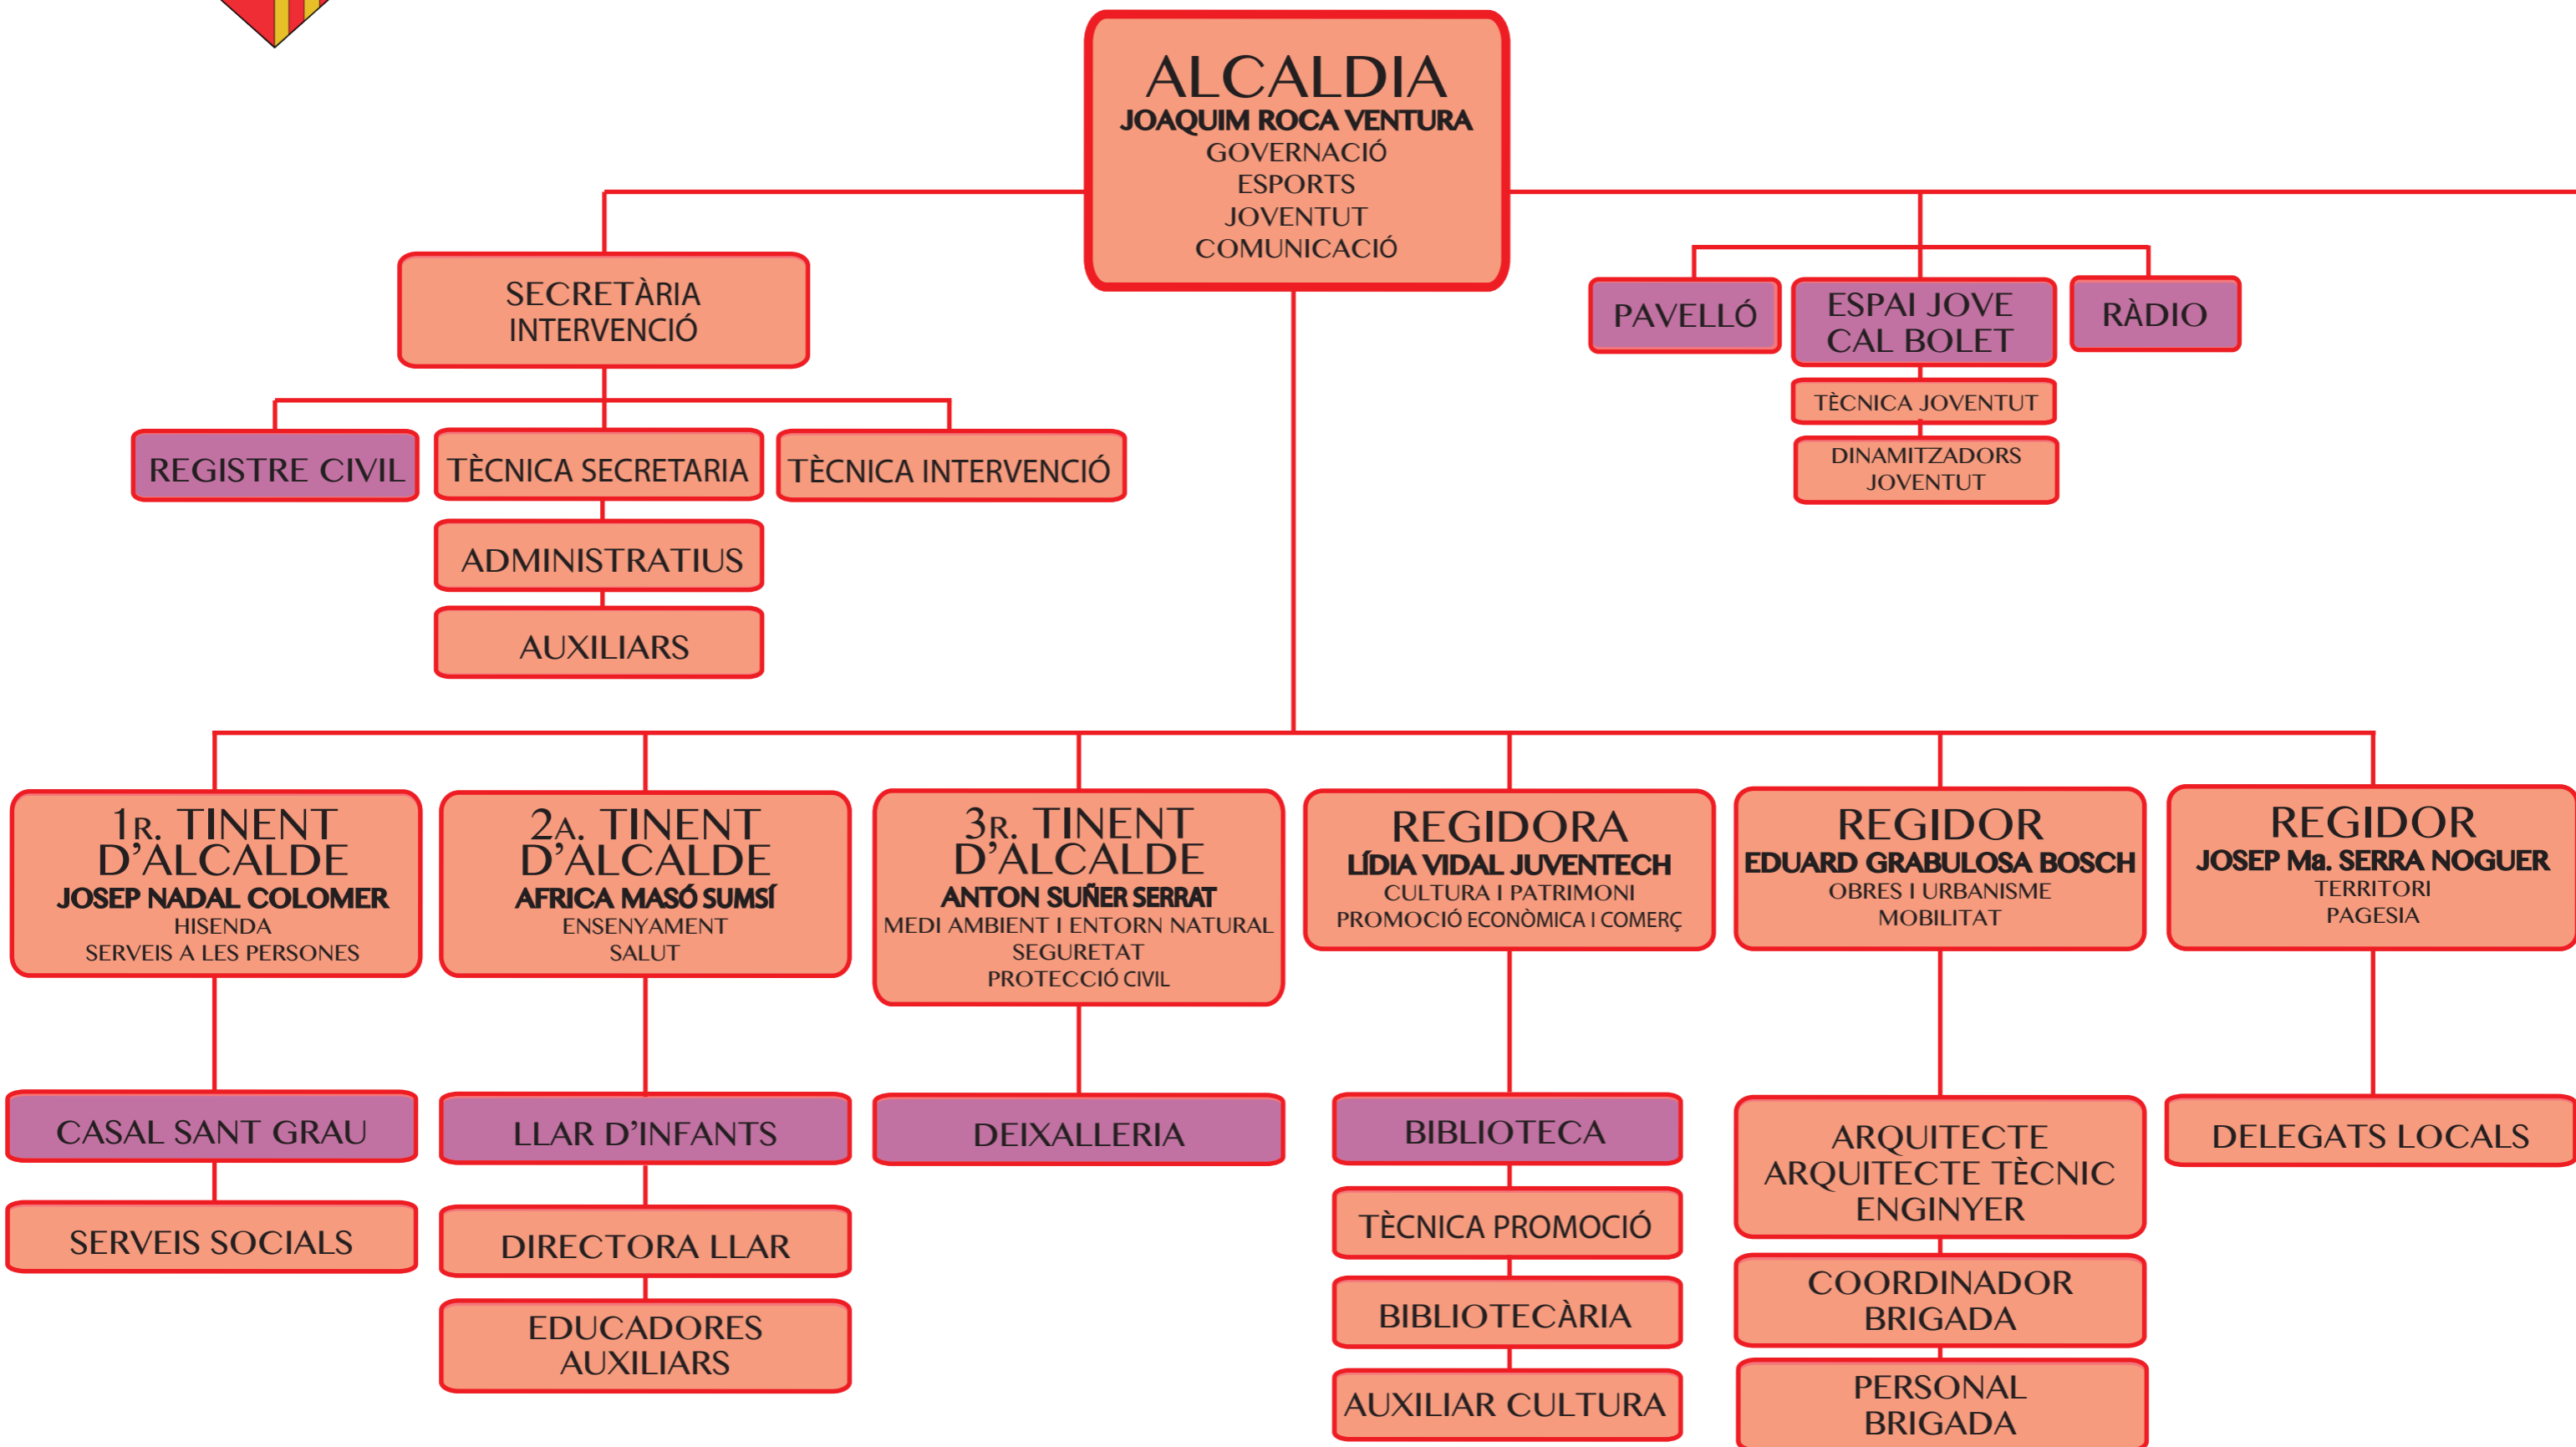 ALCALDIA
JOAQUIM ROCA VENTURA
GOVERNACIÓ
ESPORTS
JOVENTUT
COMUNICACIÓ
SECRETÀRIA
INTERVENCIÓ
PAVELLÓ
ESPAI JOVE
CAL BOLET
RÀDIO
TÈCNICA JOVENTUT
DINAMITZADORS
JOVENTUT
REGISTRE CIVIL
TÈCNICA SECRETARIA
TÈCNICA INTERVENCIÓ
ADMINISTRATIUS
AUXILIARS
1R. TINENT
D'ALCALDE
JOSEP NADAL COLOMER
HISENDA
SERVEIS A LES PERSONES
2A. TINENT
D'ALCALDE
AFRICA MASÓ SUMSÍ
ENSENYAMENT
SALUT
3R. TINENT
D'ALCALDE
ANTON SUÑER SERRAT
MEDI AMBIENT I ENTORN NATURAL
SEGURETAT
PROTECCIÓ CIVIL
REGIDORA
LÍDIA VIDAL JUVENTECH
CULTURA I PATRIMONI
PROMOCIÓ ECONÒMICA I COMERÇ
REGIDOR
EDUARD GRABULOSA BOSCH
OBRES I URBANISME
MOBILITAT
REGIDOR
JOSEP Ma. SERRA NOGUER
TERRITORI
PAGESIA
CASAL SANT GRAU
SERVEIS SOCIALS
LLAR D'INFANTS
DIRECTORA LLAR
EDUCADORES
AUXILIARS
DEIXALLERIA
BIBLIOTECA
TÈCNICA PROMOCIÓ
BIBLIOTECÀRIA
AUXILIAR CULTURA
ARQUITECTE
ARQUITECTE TÈCNIC
ENGINYER
COORDINADOR
BRIGADA
PERSONAL
BRIGADA
DELEGATS LOCALS